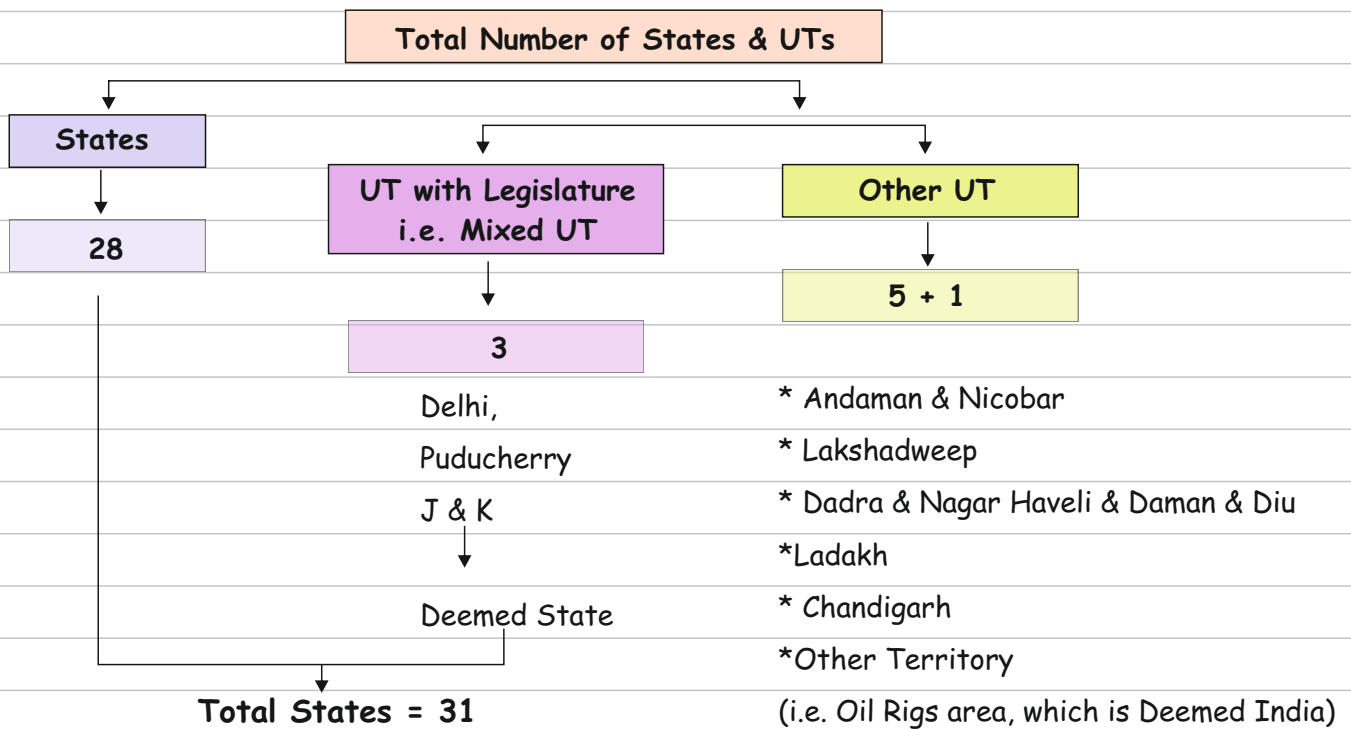 Total Number of States & UTs
States
28
UT with Legislature
i.e. Mixed UT
3
Delhi,
Puducherry
J & K
Deemed State
Total States = 31
Other UT
5 + 1
* Andaman & Nicobar
* Lakshadweep
* Dadra & Nagar Haveli & Daman & Diu
*Ladakh
* Chandigarh
*Other Territory
(i.e. Oil Rigs area, which is Deemed India)